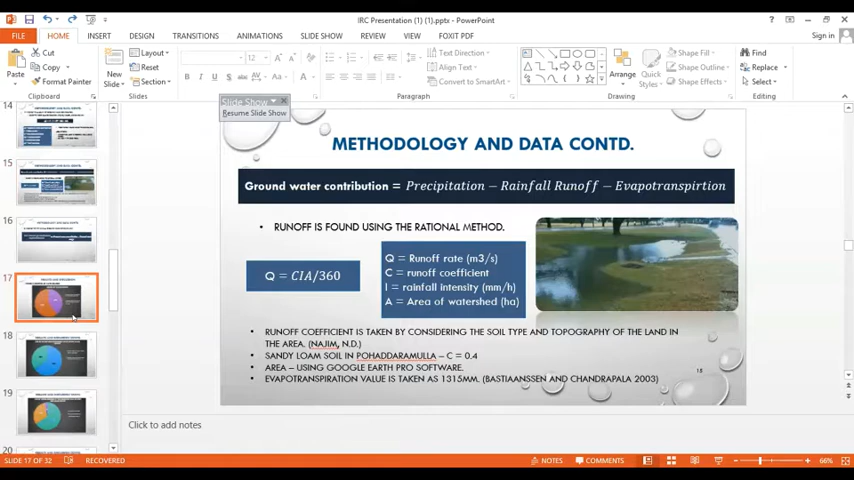 IRC Presentation (1) (1).pptx - PowerPoint
Sign in
FILE HOME INSERT DESIGN TRANSITIONS ANIMATIONS SLIDE SHOW REVIEW VIEW FOXIT PDF
Cut
Copy
Format Painter
Paste
New
Slide
Layout
Reset
Section
12
Text Direction
Align Text
Convert to SmartArt
Arrange
Quick
Styles
Shape Fill
Shape Outline
Shape Effects
Find
Replace
Select
Clipboard
Slides
Paragraph
Drawing
Editing
Slide Show
Resume Slide Show
14
15
16
17
18
19
20
METHODOLOGY AND DATA CONTD.
Ground water contribution = Precipitation − Rainfall Runoff − Evapotranspirtion
• RUNOFF IS FOUND USING THE RATIONAL METHOD.
Q = CIA/360
Q = Runoff rate (m3/s)
C = runoff coefficient
I = rainfall intensity (mm/h)
A = Area of watershed (ha)
• RUNOFF COEFFICIENT IS TAKEN BY CONSIDERING THE SOIL TYPE AND TOPOGRAPHY OF THE LAND IN
THE AREA. (NAJIM, N.D.)
• SANDY LOAM SOIL IN POHADDARAMULLA – C = 0.4
• AREA – USING GOOGLE EARTH PRO SOFTWARE.
• EVAPOTRANSPIRATION VALUE IS TAKEN AS 1315MM. (BASTIAANSSEN AND CHANDRAPALA 2003)
15
Click to add notes
SLIDE 17 OF 32 RECOVERED NOTES COMMENTS 66%